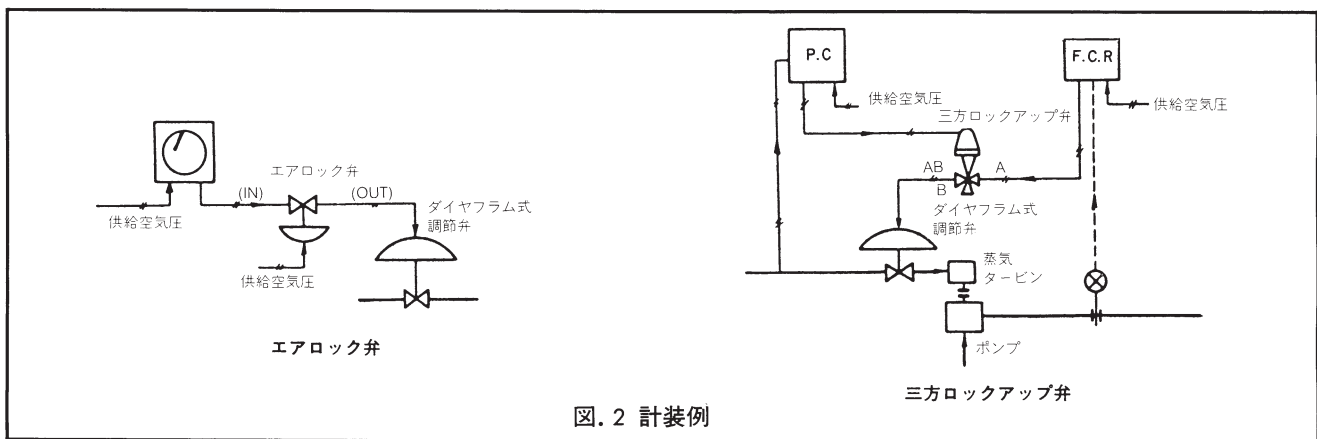 供給空気圧
(IN)
エアロック弁
(OUT)
ダイヤフラム式
調節弁
供給空気圧
エアロック弁
P.C
供給空気圧
三方ロックアップ弁
F.C.R
供給空気圧
AB
A
B
ダイヤフラム式
調節弁
蒸気
タービン
ポンプ
三方ロックアップ弁
図.2 計装例